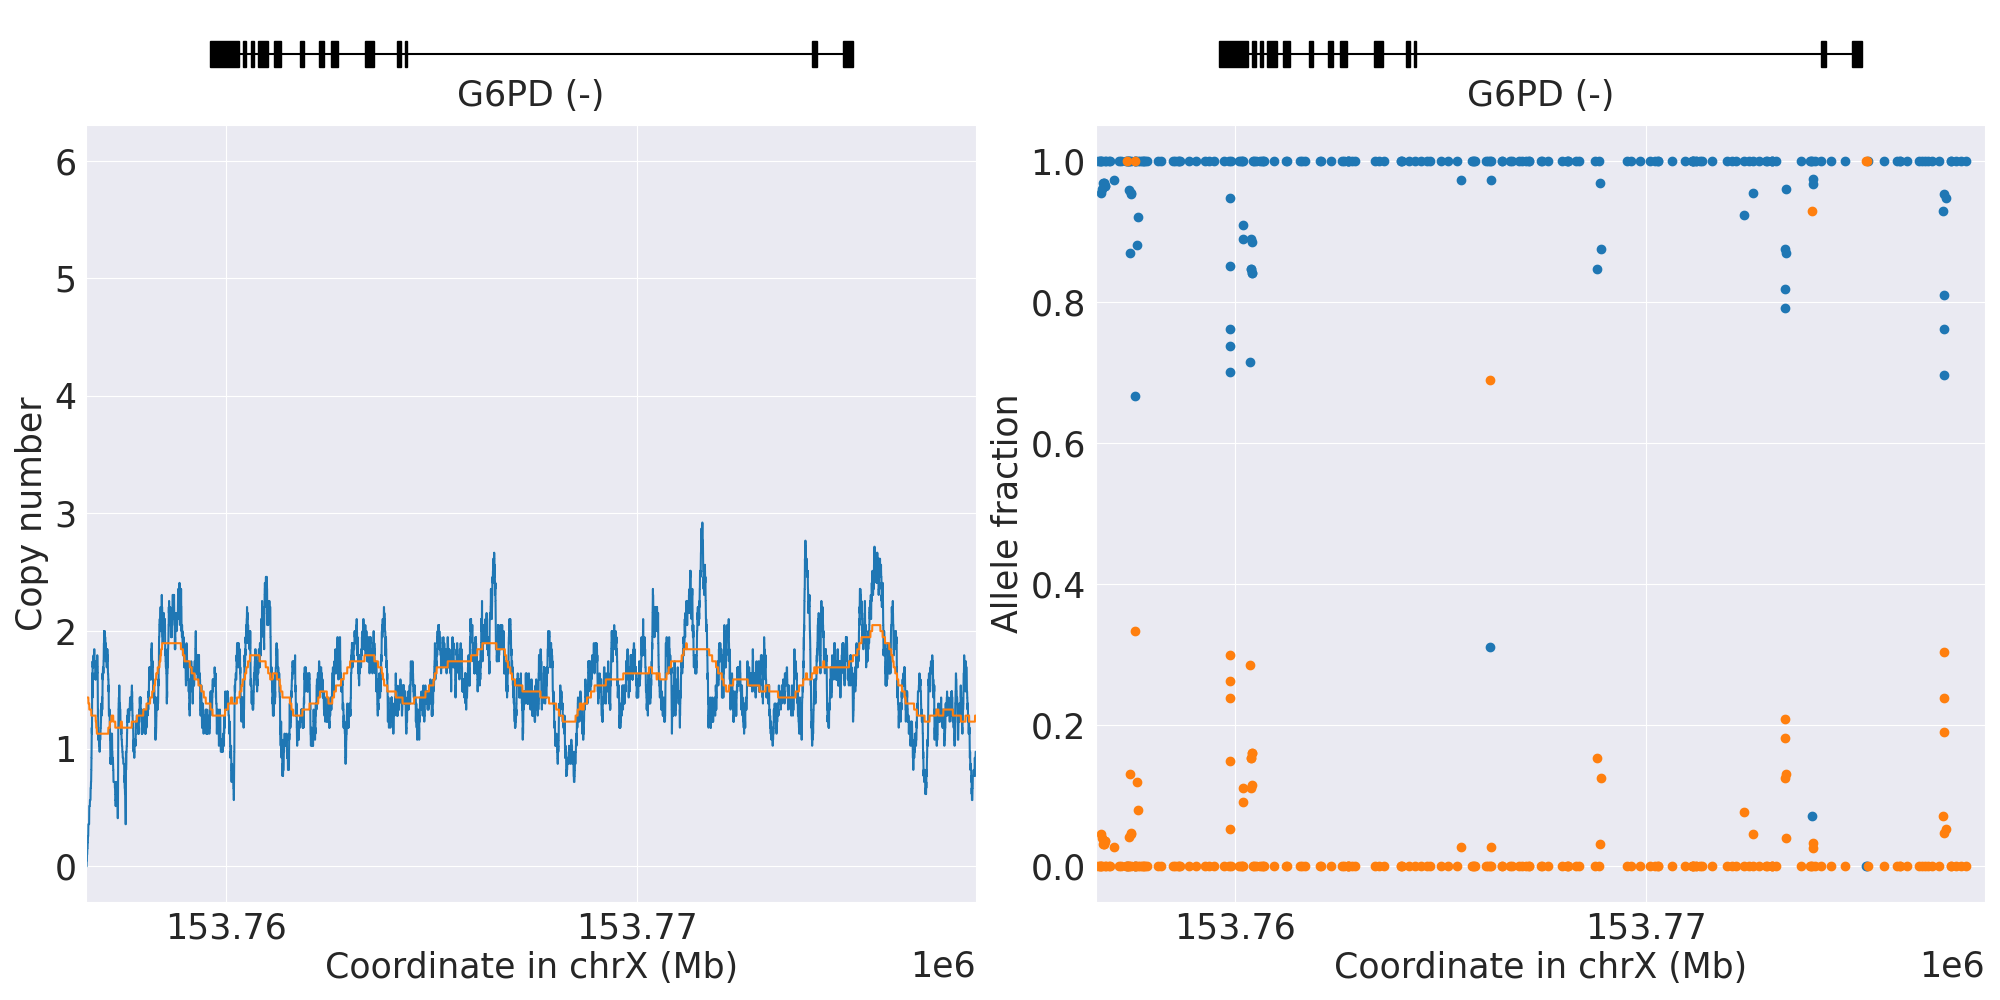 G6PD (-)
G6PD (-)
6
5
4
3
2
1
0
Copy number
153.76
153.77
Coordinate in chrX (Mb)
1e6
1.0
0.8
0.6
0.4
0.2
0.0
Allele fraction
153.76
153.77
Coordinate in chrX (Mb)
1e6